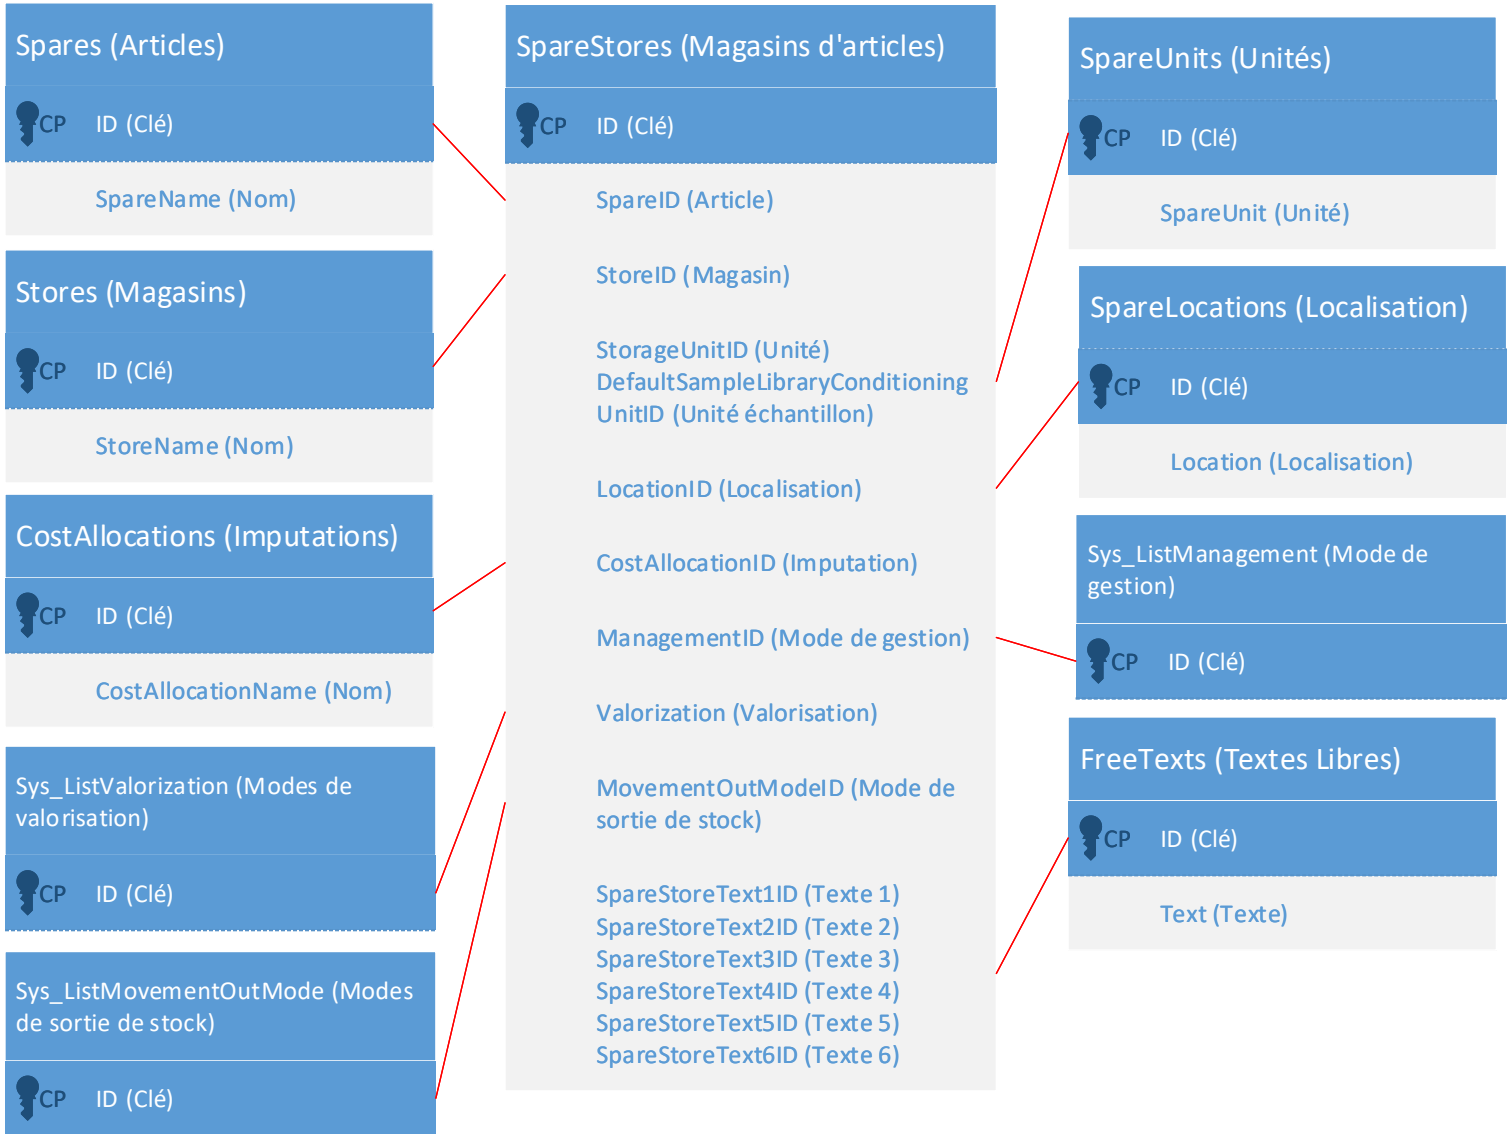 Spares (Articles)
CP ID (Clé)
SpareName (Nom)
Stores (Magasins)
CP ID (Clé)
StoreName (Nom)
CostAllocations (Imputations)
CP ID (Clé)
CostAllocationName (Nom)
Sys_ListValorization (Modes de
valorisation)
CP ID (Clé)
Sys_ListMovementOutMode (Modes
de sortie de stock)
CP ID (Clé)
SpareStores (Magasins d'articles)
CP ID (Clé)
SpareID (Article)
StoreID (Magasin)
StorageUnitID (Unité)
DefaultSampleLibraryConditioning
UnitID (Unité échantillon)
LocationID (Localisation)
CostAllocationID (Imputation)
ManagementID (Mode de gestion)
Valorization (Valorisation)
MovementOutModeID (Mode de
sortie de stock)
SpareStoreText1ID (Texte 1)
SpareStoreText2ID (Texte 2)
SpareStoreText3ID (Texte 3)
SpareStoreText4ID (Texte 4)
SpareStoreText5ID (Texte 5)
SpareStoreText6ID (Texte 6)
SpareUnits (Unités)
CP ID (Clé)
SpareUnit (Unité)
SpareLocations (Localisation)
CP ID (Clé)
Location (Localisation)
Sys_ListManagement (Mode de
gestion)
CP ID (Clé)
FreeTexts (Textes Libres)
CP ID (Clé)
Text (Texte)